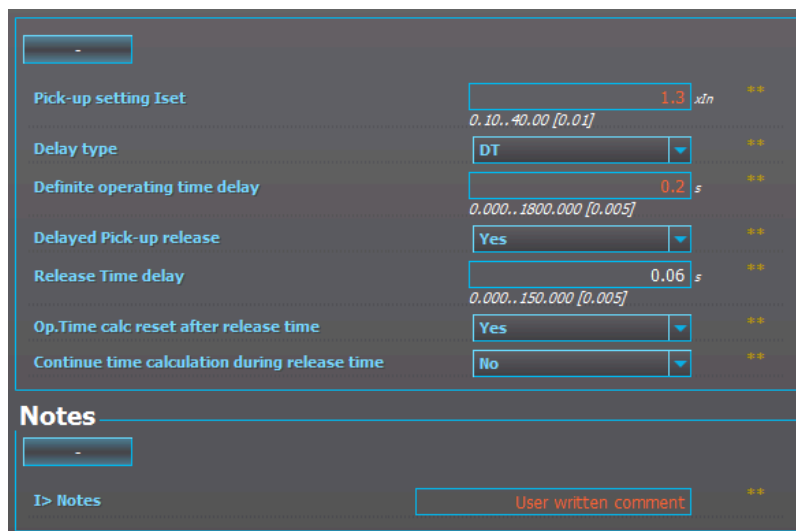 -
Pick-up setting Iset 1.3 xIn **
0.10..40.00 [0.01]
Delay type DT **
Definite operating time delay 0.2 s **
0.000..1800.000 [0.005]
Delayed Pick-up release Yes **
Release Time delay 0.06 s **
0.000..150.000 [0.005]
Op.Time calc reset after release time Yes **
Continue time calculation during release time No **
Notes
-
I> Notes User written comment **